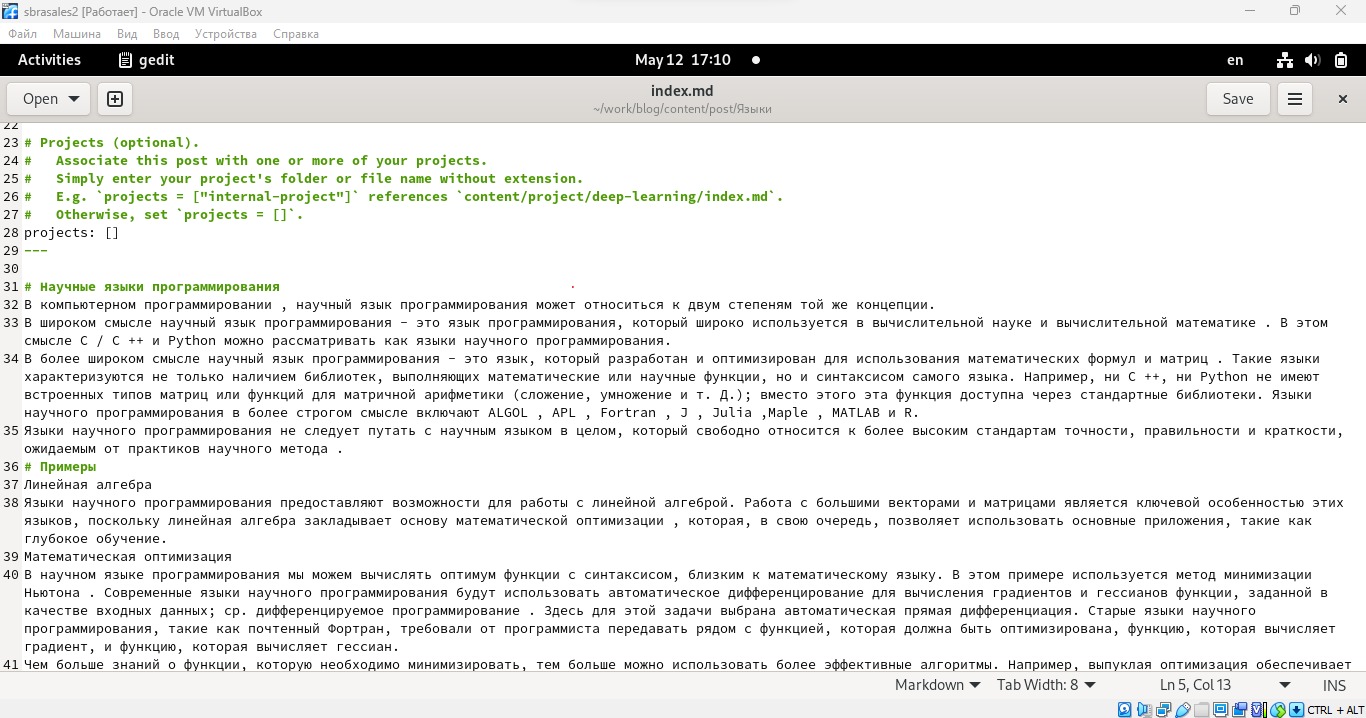 sbrasales2 [Работает] - Oracle VM VirtualBox
Файл Машина Вид Ввод Устройства Справка
Activities gedit May 12 17:10 en
Open index.md Save
~/work/blog/content/post/Языки
22
23 # Projects (optional).
24 #   Associate this post with one or more of your projects.
25 #   Simply enter your project's folder or file name without extension.
26 #   E.g. `projects = ["internal-project"]` references `content/project/deep-learning/index.md`.
27 #   Otherwise, set `projects = []`.
28 projects: []
29 ---
30
31 # Научные языки программирования
32 В компьютерном программировании , научный язык программирования может относиться к двум степеням той же концепции.
33 В широком смысле научный язык программирования - это язык программирования, который широко используется в вычислительной науке и вычислительной математике . В этом
смысле C / C ++ и Python можно рассматривать как языки научного программирования.
34 В более широком смысле научный язык программирования - это язык, который разработан и оптимизирован для использования математических формул и матриц . Такие языки
характеризуются не только наличием библиотек, выполняющих математические или научные функции, но и синтаксисом самого языка. Например, ни C ++, ни Python не имеют
встроенных типов матриц или функций для матричной арифметики (сложение, умножение и т. Д.); вместо этого эта функция доступна через стандартные библиотеки. Языки
научного программирования в более строгом смысле включают ALGOL , APL , Fortran , J , Julia ,Maple , MATLAB и R.
35 Языки научного программирования не следует путать с научным языком в целом, который свободно относится к более высоким стандартам точности, правильности и краткости,
ожидаемым от практиков научного метода .
36 # Примеры
37 Линейная алгебра
38 Языки научного программирования предоставляют возможности для работы с линейной алгеброй. Работа с большими векторами и матрицами является ключевой особенностью этих
языков, поскольку линейная алгебра закладывает основу математической оптимизации , которая, в свою очередь, позволяет использовать основные приложения, такие как
глубокое обучение.
39 Математическая оптимизация
40 В научном языке программирования мы можем вычислять оптимум функции с синтаксисом, близким к математическому языку. В этом примере используется метод минимизации
Ньютона . Современные языки научного программирования будут использовать автоматическое дифференцирование для вычисления градиентов и гессианов функции, заданной в
качестве входных данных; ср. дифференцируемое программирование . Здесь для этой задачи выбрана автоматическая прямая дифференциация. Старые языки научного
программирования, такие как почтенный Фортран, требовали от программиста передавать рядом с функцией, которая должна быть оптимизирована, функцию, которая вычисляет
градиент, и функцию, которая вычисляет гессиан.
41 Чем больше знаний о функции, которую необходимо минимизировать, тем больше можно использовать более эффективные алгоритмы. Например, выпуклая оптимизация обеспечивает
Markdown Tab Width: 8 Ln 5, Col 13 INS
CTRL + ALT